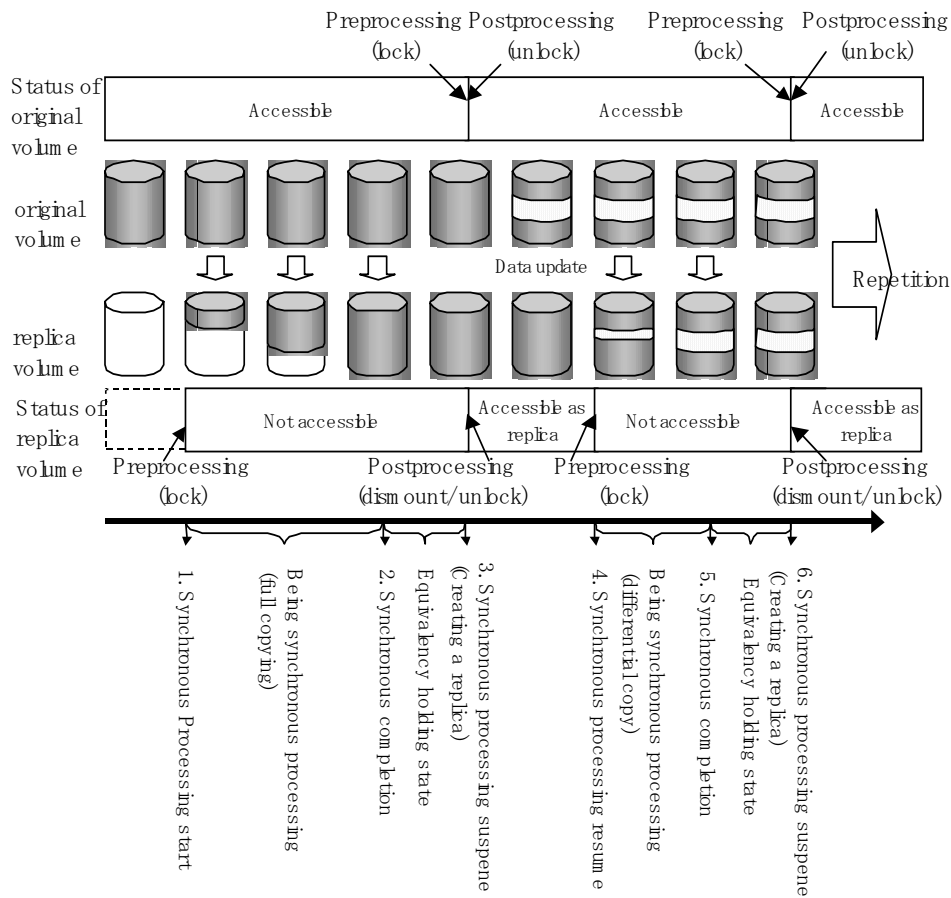 Preprocessing
(lock)
Postprocessing
(unlock)
Preprocessing
(lock)
Postprocessing
(unlock)
Status of
original
volume
Accessible
Accessible
Accessible
original
volume
Data update
Repetition
replica
volume
Status of
replica
volume
Not accessible
Accessible as
replica
Not accessible
Accessible as
replica
Preprocessing
(lock)
Postprocessing
(dismount/unlock)
Preprocessing
(lock)
Postprocessing
(dismount/unlock)
1. Synchronous Processing start
Being synchronous processing
(full copying)
2. Synchronous completion
Equivalency holding state
3. Synchronous processing suspene
(Creating a replica)
4. Synchronous processing resume
Being synchronous processing
(differential copy)
5. Synchronous completion
Equivalency holding state
6. Synchronous processing suspene
(Creating a replica)